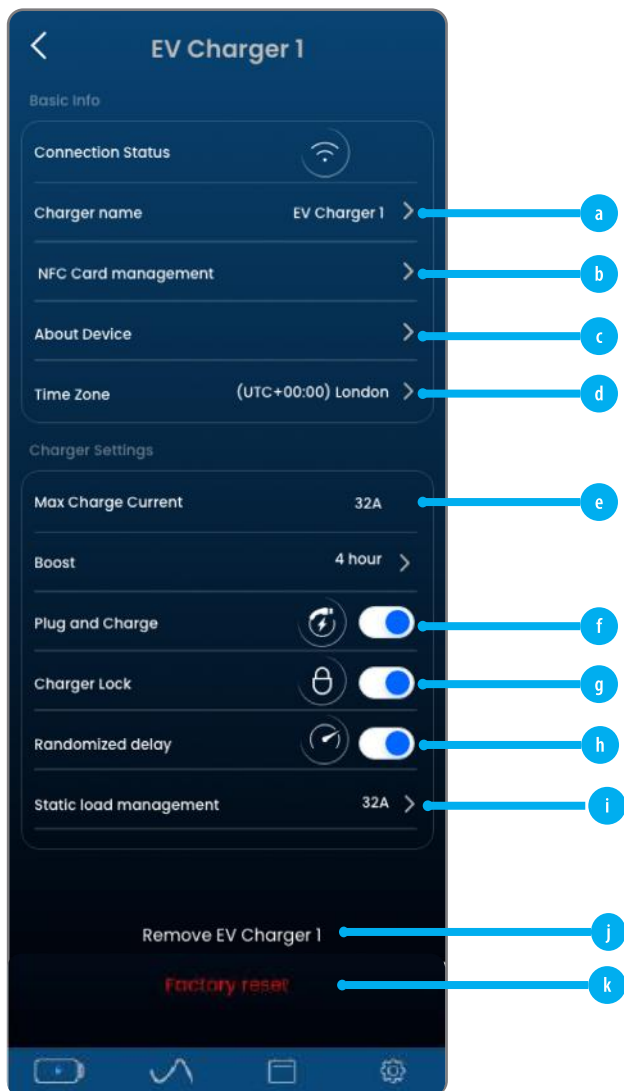 EV Charger 1
Basic Info
Connection Status
Charger name EV Charger 1 a
NFC Card management b
About Device c
Time Zone (UTC+00:00) London d
Charger Settings
Max Charge Current 32A e
Boost 4 hour
Plug and Charge f
Charger Lock g
Randomized delay h
Static load management 32A i
Remove EV Charger 1 j
Factory reset k